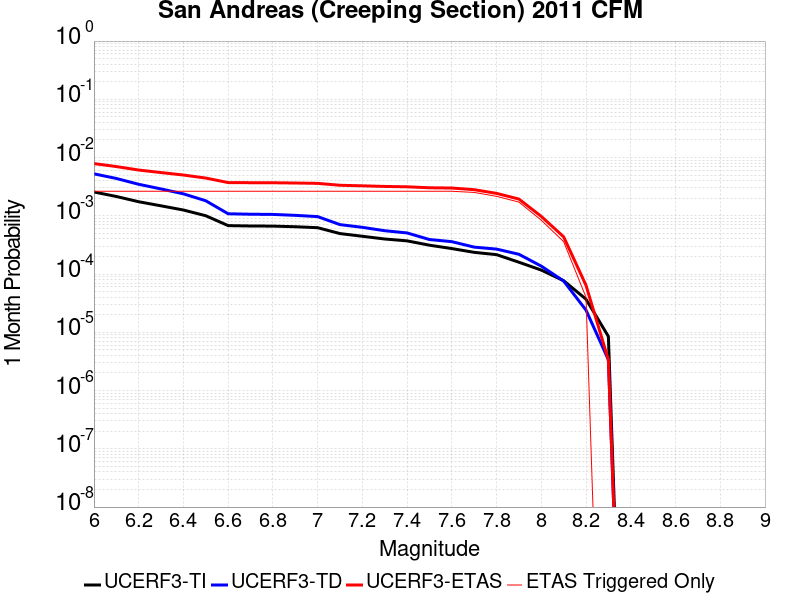 San Andreas (Creeping Section) 2011 CFM
10 0
10 -1
10 -2
10 -3
10 -4
10 -5
10 -6
10 -7
10 -8
1 Month Probability
6 6.2 6.4 6.6 6.8 7 7.2 7.4 7.6 7.8 8 8.2 8.4 8.6 8.8 9
Magnitude
UCERF3-TI UCERF3-TD UCERF3-ETAS ETAS Triggered Only